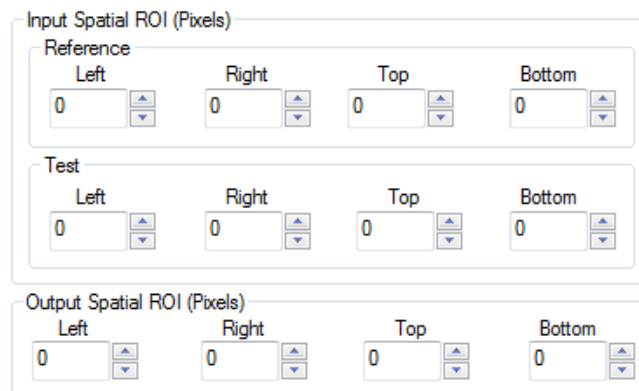 Input Spatial ROI (Pixels)
Reference
Left Right Top Bottom
0 0 0 0
Test
Left Right Top Bottom
0 0 0 0
Output Spatial ROI (Pixels)
Left Right Top Bottom
0 0 0 0